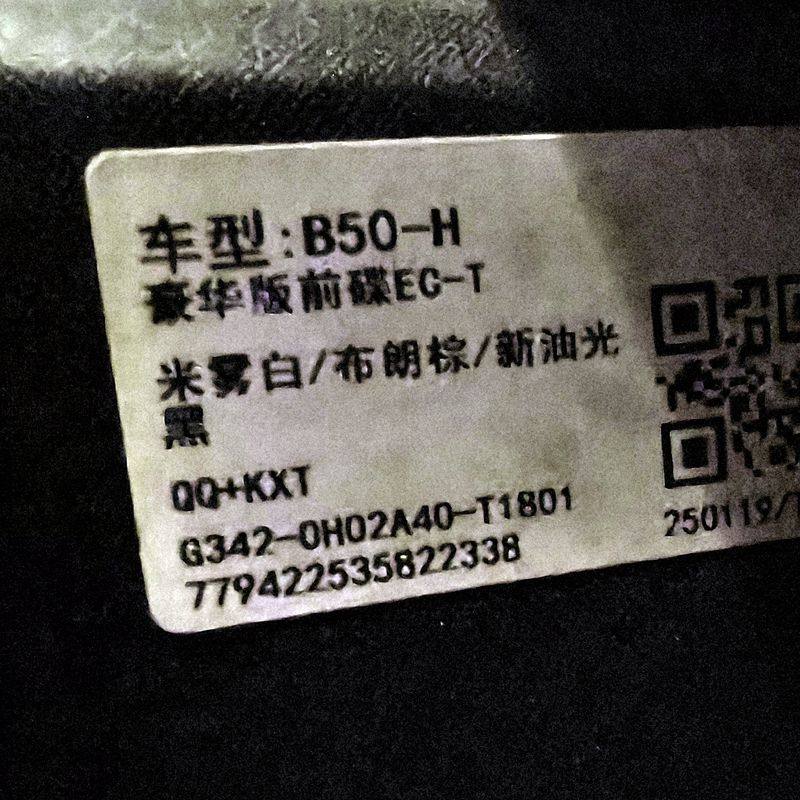 车型:B50-H
豪华版前碟EC-T
米雾白/布朗棕/新油光
黑
QQ+KXT
G342-0H02A40-T1801
779422535822338
250119/